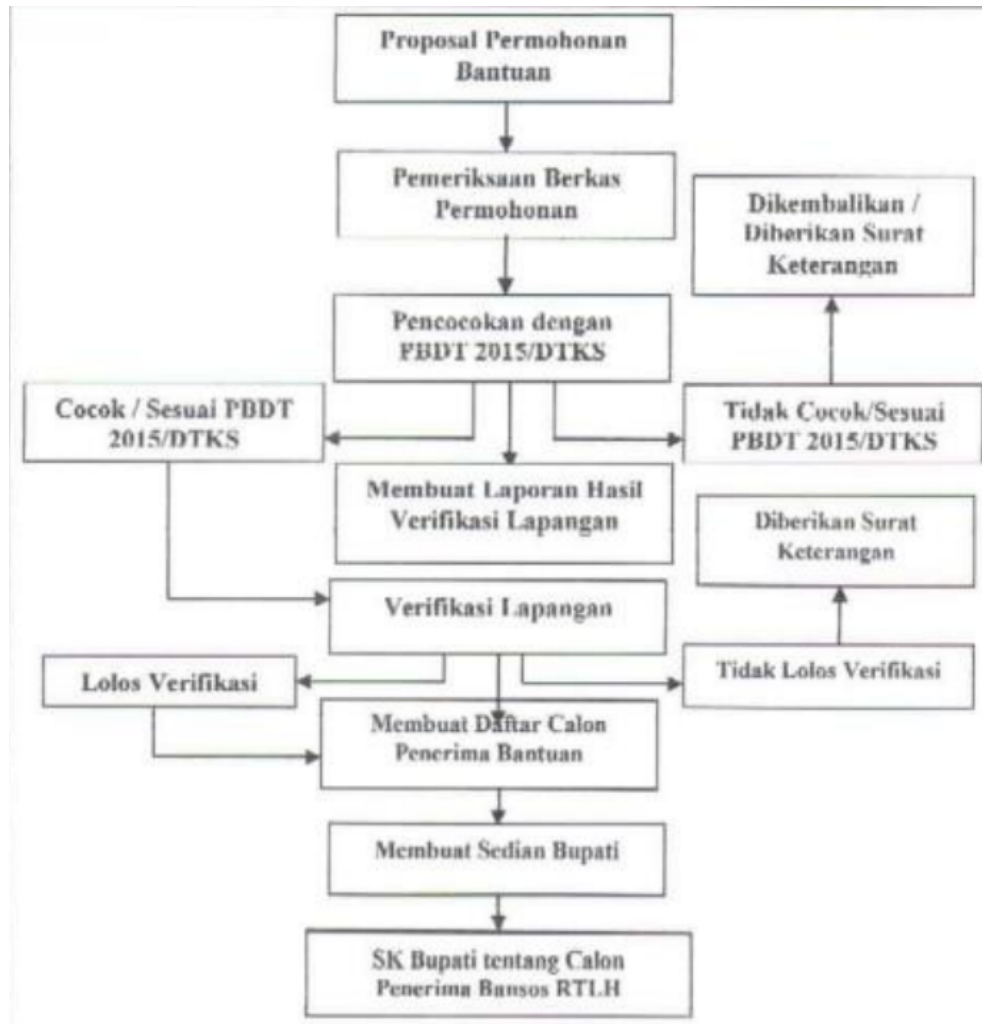 Proposal Permohonan
Bantuan
Pemeriksaan Berkas
Permohonan
Dikembalikan /
Diberikan Surat
Keterangan
Pencocokan dengan
PBDT 2015/DTKS
Cocok / Sesuai PBDT
2015/DTKS
Tidak Cocok/Sesuai
PBDT 2015/DTKS
Membuat Laporan Hasil
Verifikasi Lapangan
Diberikan Surat
Keterangan
Verifikasi Lapangan
Lolos Verifikasi
Tidak Lolos Verifikasi
Membuat Daftar Calon
Penerima Bantuan
Membuat Sedian Bupati
SK Bupati tentang Calon
Penerima Bansos RTLH